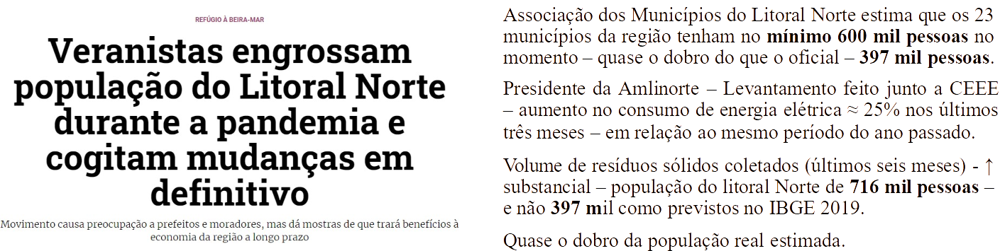 REFÚGIO À BEIRA-MAR
Veranistas engrossam
população do Litoral Norte
durante a pandemia e
cogitam mudanças em
definitivo
Movimento causa preocupação a prefeitos e moradores, mas dá mostras de que trará benefícios à
economia da região a longo prazo
Associação dos Municípios do Litoral Norte estima que os 23
municípios da região tenham no mínimo 600 mil pessoas no
momento – quase o dobro do que o oficial – 397 mil pessoas.
Presidente da Amlinorte – Levantamento feito junto a CEEE
– aumento no consumo de energia elétrica ≈ 25% nos últimos
três meses – em relação ao mesmo período do ano passado.
Volume de resíduos sólidos coletados (últimos seis meses) - ↑
substancial – população do litoral Norte de 716 mil pessoas –
e não 397 mil como previstos no IBGE 2019.
Quase o dobro da população real estimada.